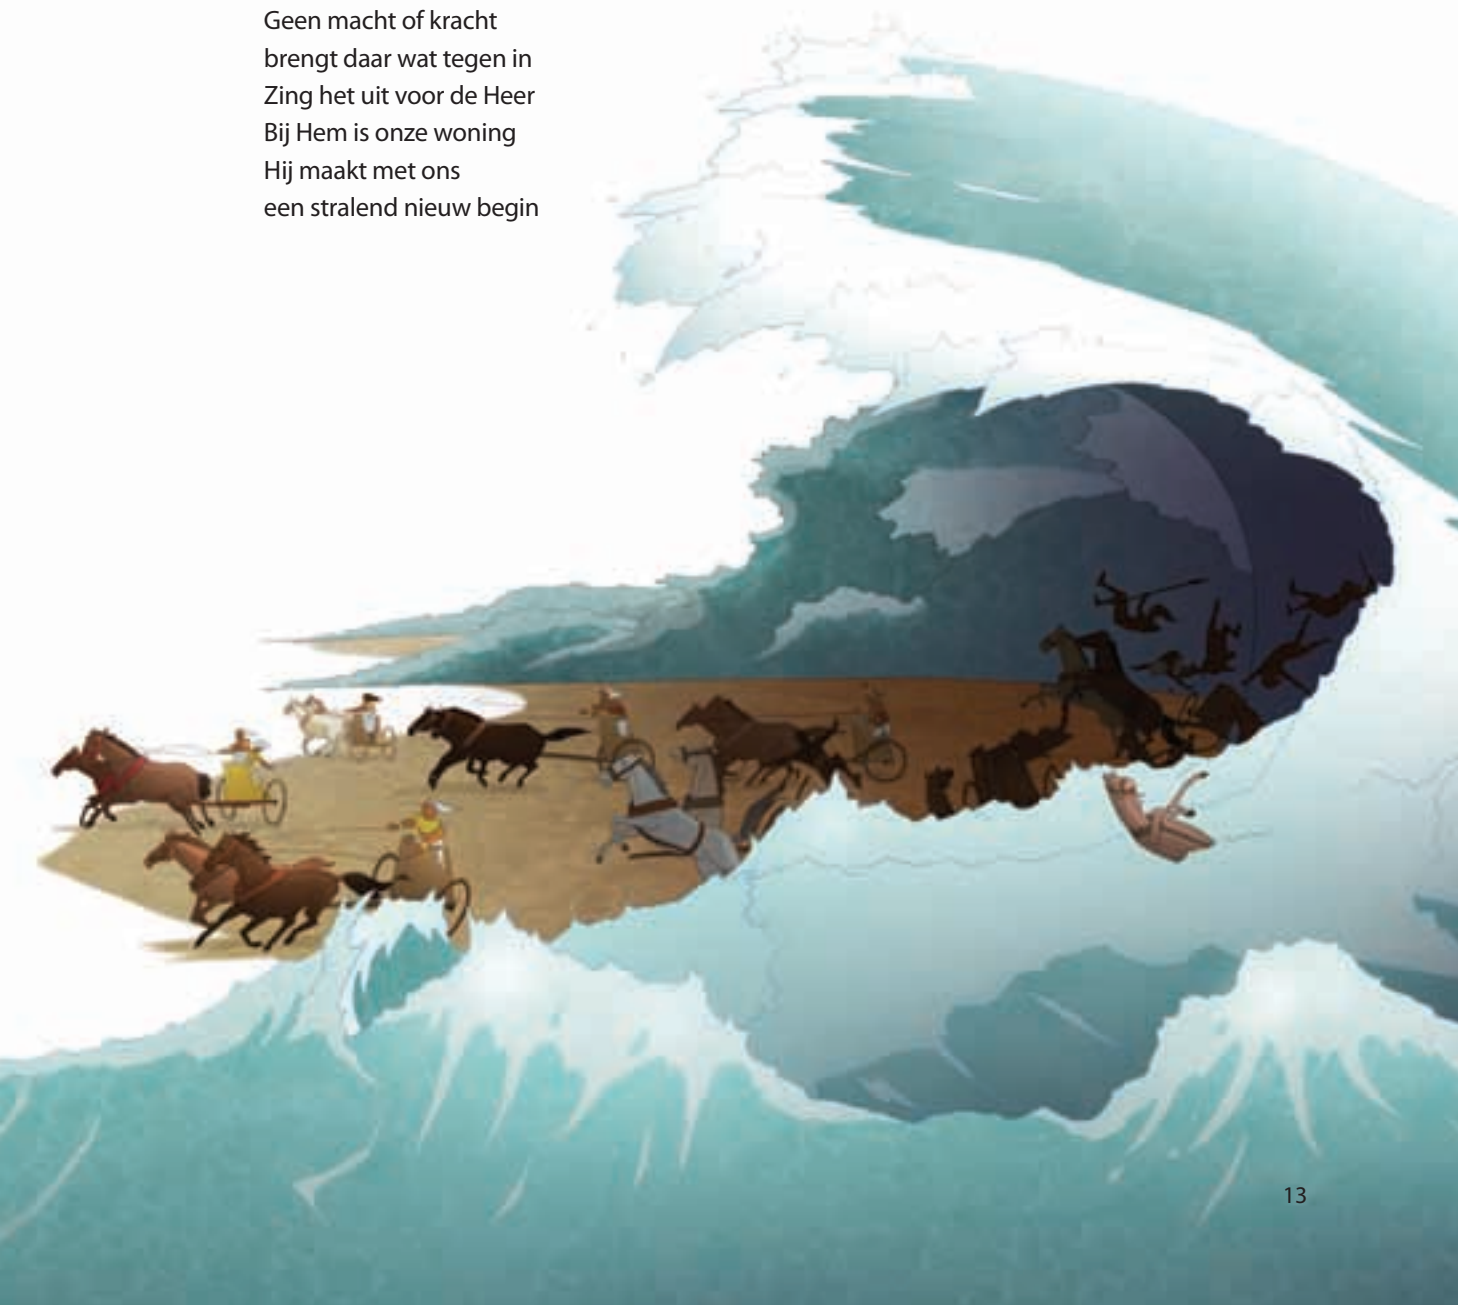 Geen macht of kracht
brengt daar wat tegen in
Zing het uit voor de Heer
Bij Hem is onze woning
Hij maakt met ons
een stralend nieuw begin
13